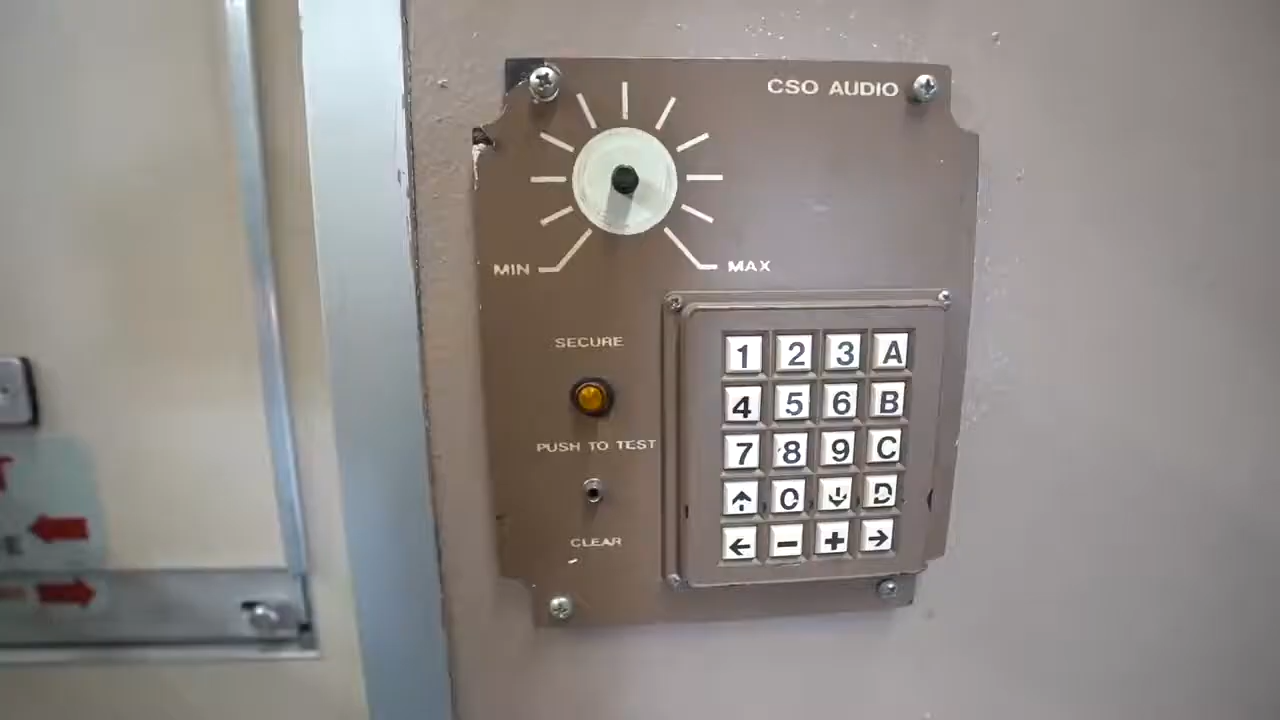 CSO AUDIO
MIN
MAX
SECURE
PUSH TO TEST
CLEAR
1 2 3 A
4 5 6 B
7 8 9 C
↑ 0 ↓ D
← − + →